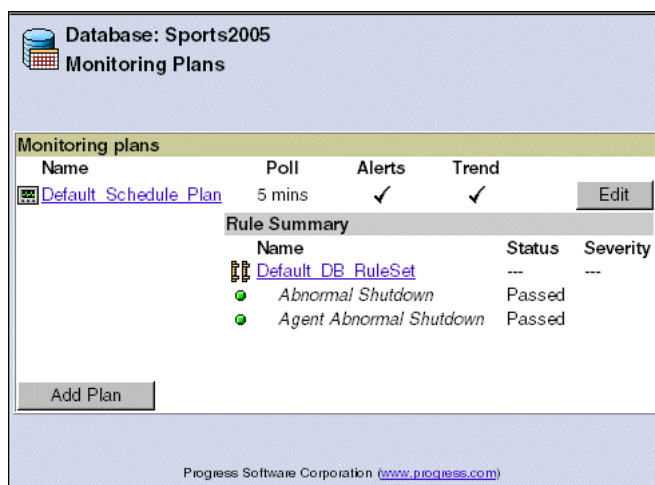 Database: Sports2005
Monitoring Plans
Monitoring plans
Name Poll Alerts Trend
Default_Schedule_Plan 5 mins ✓ ✓ Edit
Rule Summary
Name Status Severity
Default_DB_RuleSet --- ---
Abnormal Shutdown Passed
Agent Abnormal Shutdown Passed
Add Plan
Progress Software Corporation (www.progress.com)